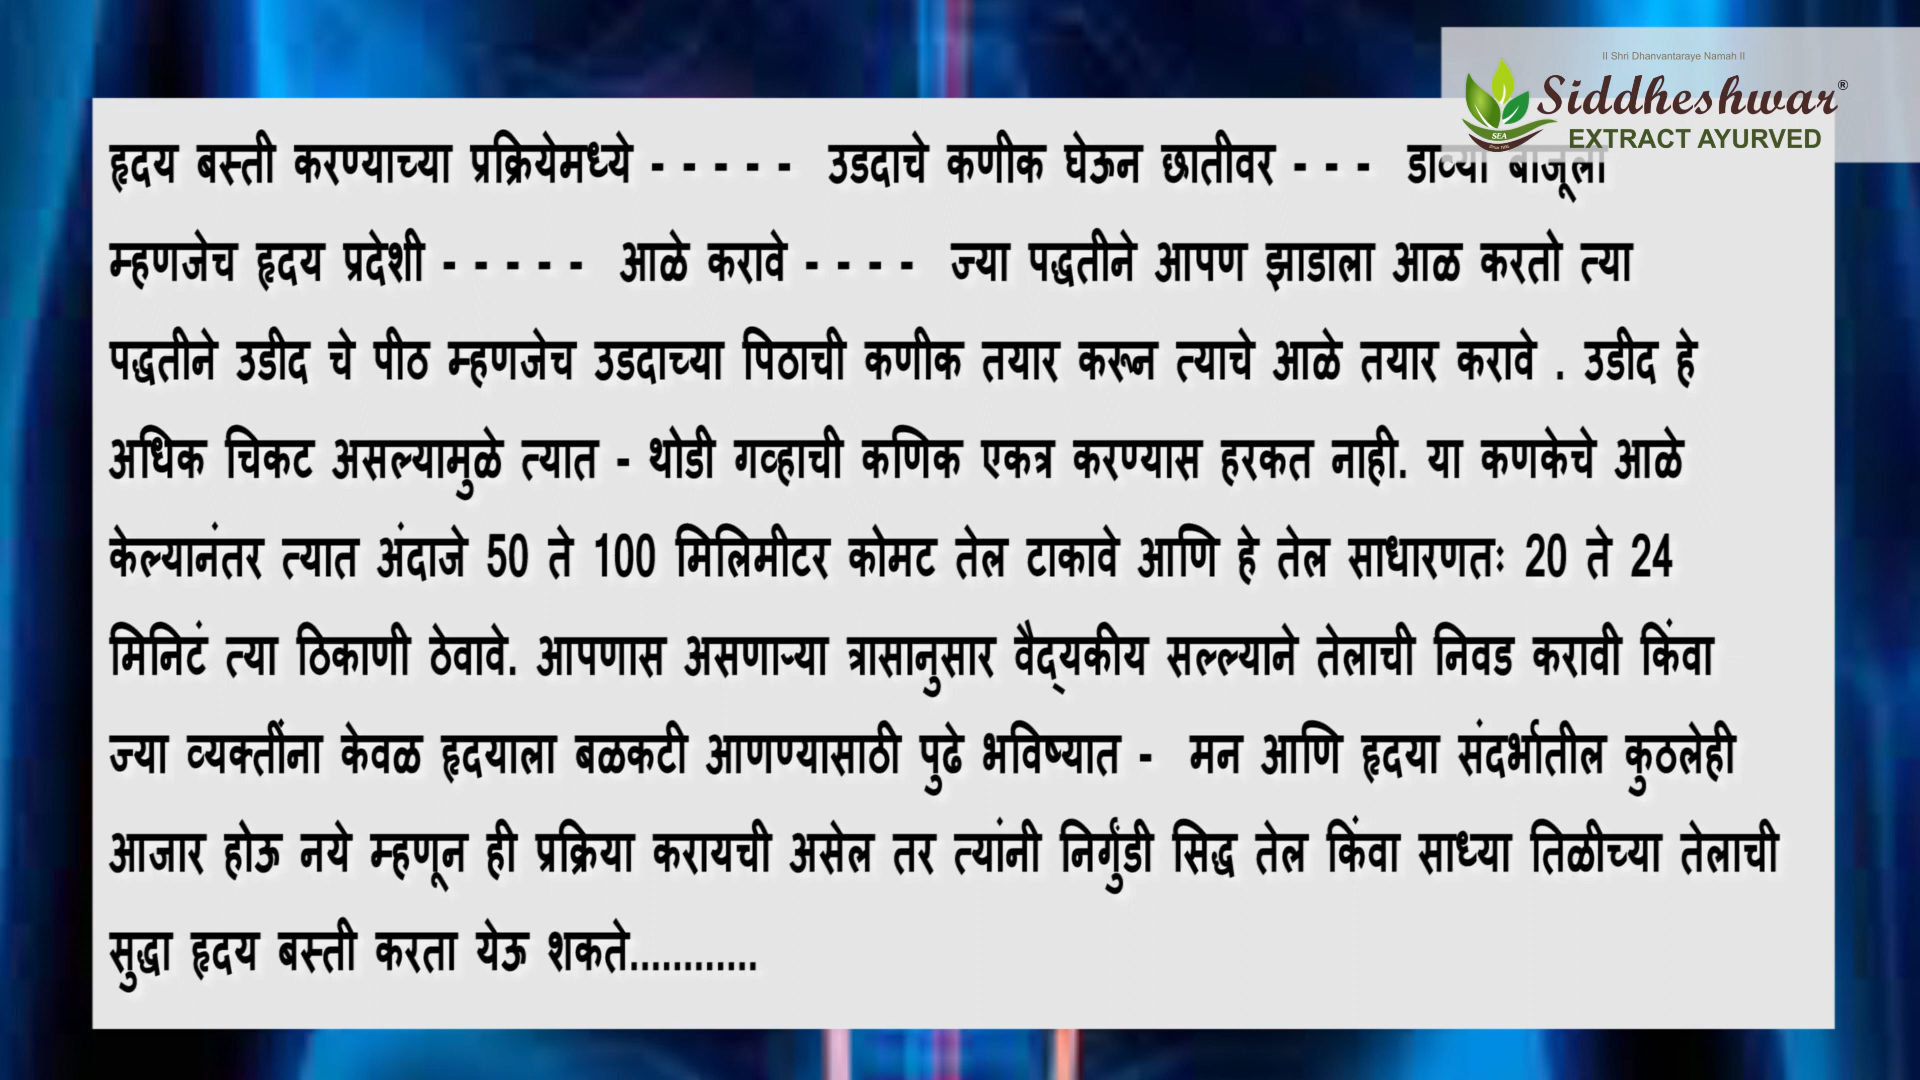 II Shri Dhanvantaraye Namah II
Siddheshwar®
EXTRACT AYURVED
SEA
हृदय बस्ती करण्याच्या प्रक्रियेमध्ये - - - - - उडदाचे कणीक घेऊन छातीवर - - - डाव्या बाजूला
म्हणजेच हृदय प्रदेशी - - - - - आळे करावे - - - - ज्या पद्धतीने आपण झाडाला आळ करतो त्या
पद्धतीने उडीद चे पीठ म्हणजेच उडदाच्या पिठाची कणीक तयार करून त्याचे आळे तयार करावे . उडीद हे
अधिक चिकट असल्यामुळे त्यात - थोडी गव्हाची कणिक एकत्र करण्यास हरकत नाही. या कणकेचे आळे
केल्यानंतर त्यात अंदाजे 50 ते 100 मिलिमीटर कोमट तेल टाकावे आणि हे तेल साधारणतः 20 ते 24
मिनिटं त्या ठिकाणी ठेवावे. आपणास असणाऱ्या त्रासानुसार वैद्‌यकीय सल्ल्याने तेलाची निवड करावी किंवा
ज्या व्यक्तींना केवळ हृदयाला बळकटी आणण्यासाठी पुढे भविष्यात - मन आणि हृदया संदर्भातील कुठलेही
आजार होऊ नये म्हणून ही प्रक्रिया करायची असेल तर त्यांनी निर्गुंडी सिद्ध तेल किंवा साध्या तिळीच्या तेलाची
सुद्धा हृदय बस्ती करता येऊ शकते............